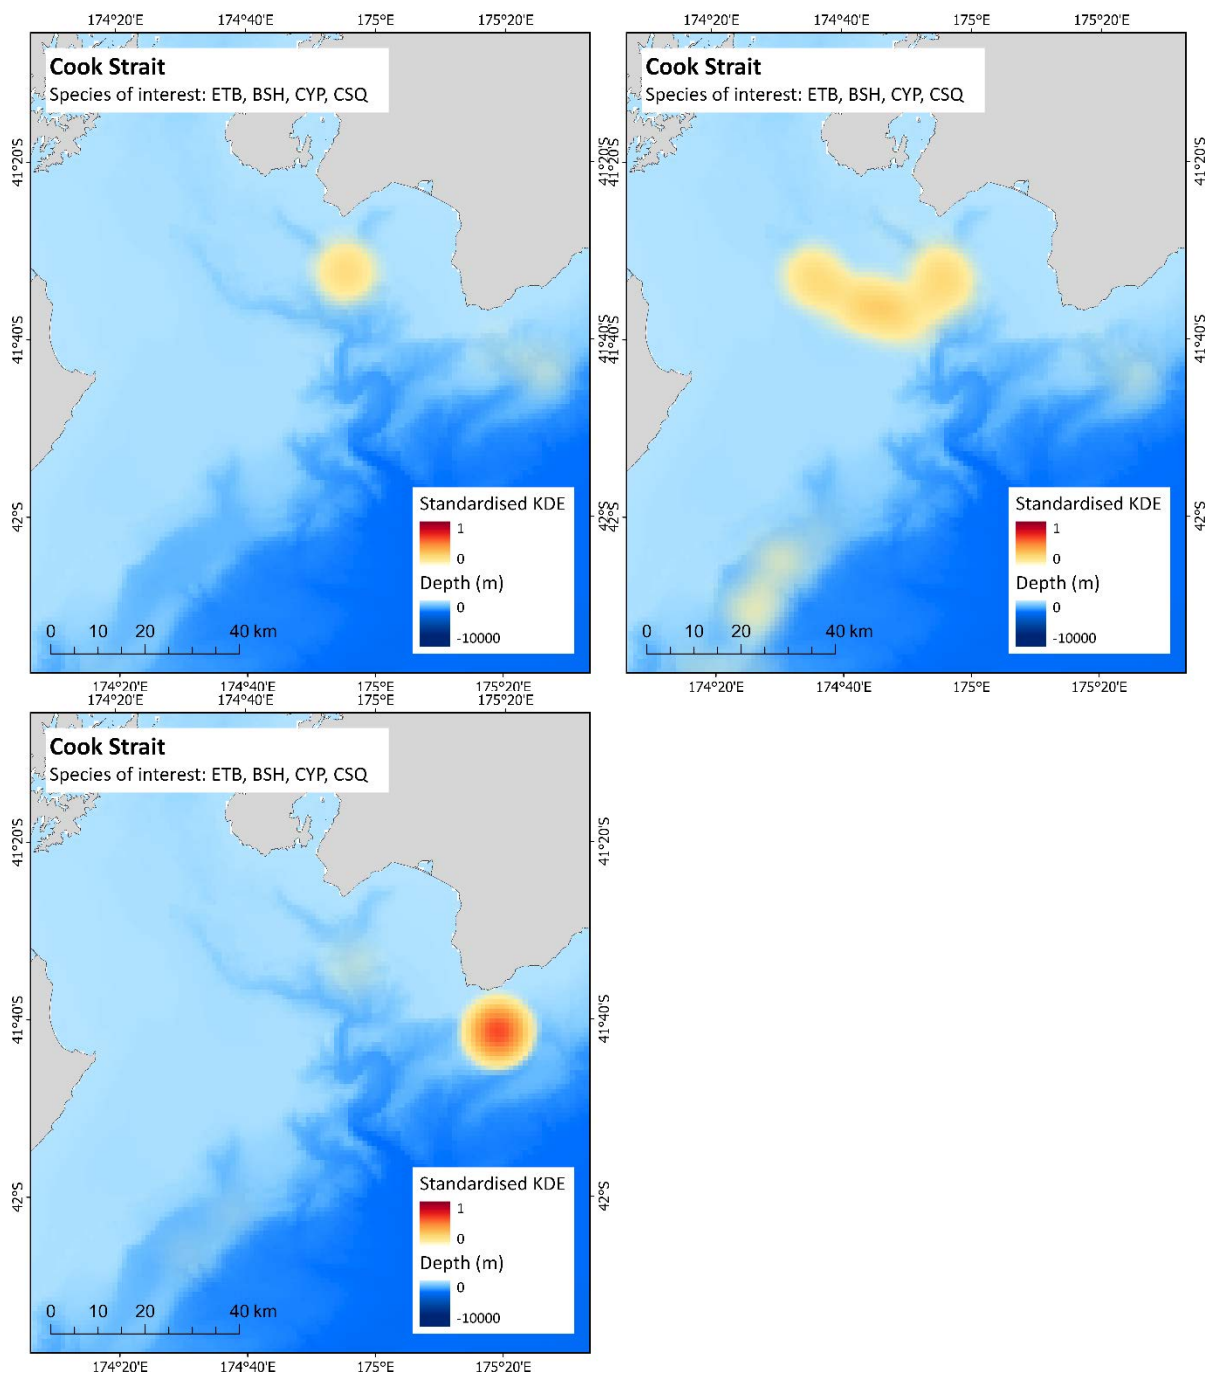 174°20'E 174°40'E 175°E 175°20'E
Cook Strait
Species of interest: ETB, BSH, CYP, CSQ
41°20'S 41°20'S
41°40'S 41°40'S
42°S 42°S
Standardised KDE
1
0
Depth (m)
0
-10000
0 10 20 40 km
174°20'E 174°40'E 175°E 175°20'E
174°20'E 174°40'E 175°E 175°20'E
Cook Strait
Species of interest: ETB, BSH, CYP, CSQ
41°20'S
41°40'S
42°S
Standardised KDE
1
0
Depth (m)
0
-10000
0 10 20 40 km
174°20'E 174°40'E 175°E 175°20'E
174°20'E 174°40'E 175°E 175°20'E
Cook Strait
Species of interest: ETB, BSH, CYP, CSQ
41°20'S 41°20'S
41°40'S 41°40'S
42°S 42°S
Standardised KDE
1
0
Depth (m)
0
-10000
0 10 20 40 km
174°20'E 174°40'E 175°E 175°20'E